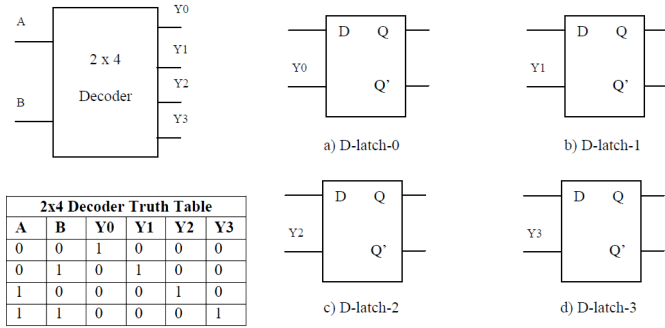 A
B
2 x 4
Decoder
Y0
Y1
Y2
Y3
D Q
Y0
Q’
a) D-latch-0
D Q
Y1
Q’
b) D-latch-1
2x4 Decoder Truth Table
A B Y0 Y1 Y2 Y3
0 0 1 0 0 0
0 1 0 1 0 0
1 0 0 0 1 0
1 1 0 0 0 1
D Q
Y2
Q’
c) D-latch-2
D Q
Y3
Q’
d) D-latch-3